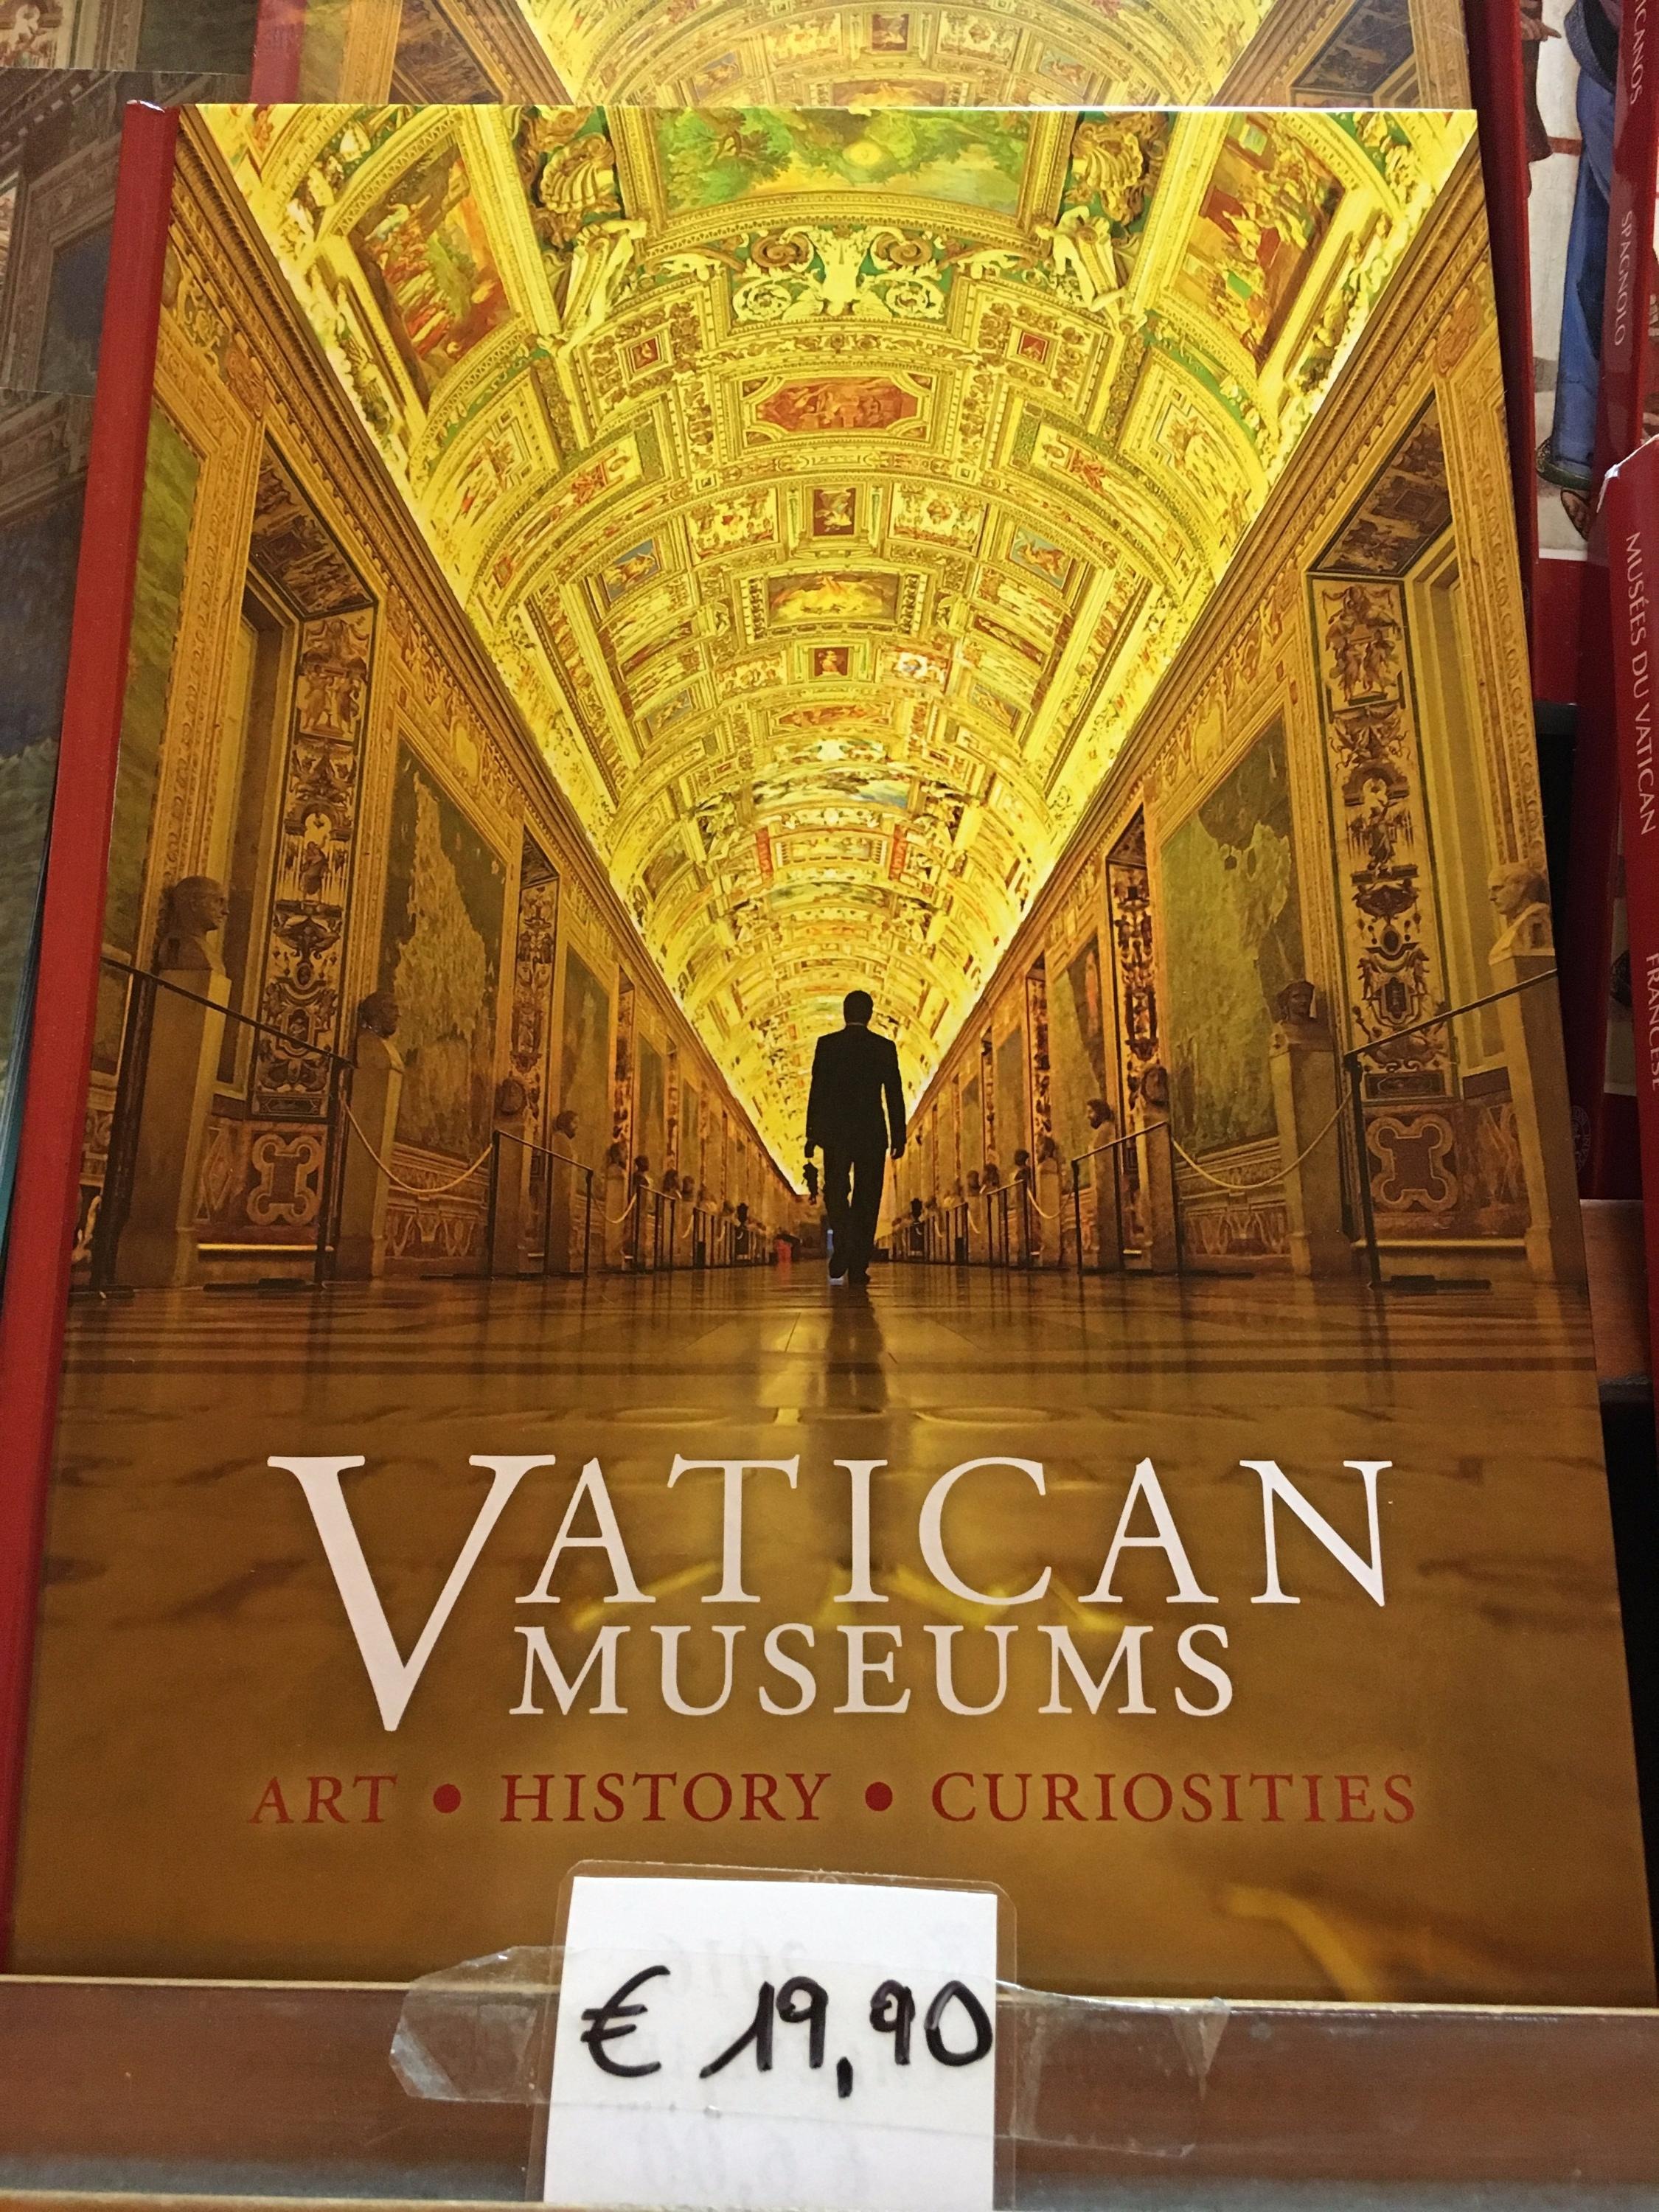 VATICAN
MUSEUMS
ART • HISTORY • CURIOSITIES
€ 19,90
SPAGNOLO
MUSÉES DU VATICAN
FRANCESE